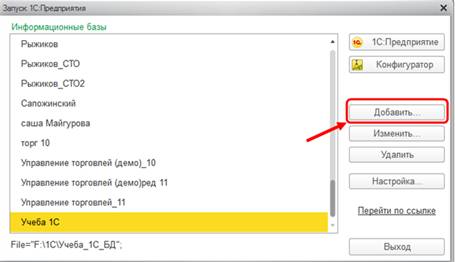 Запуск 1С:Предприятия
Информационные базы
Рыжиков
Рыжиков_СТО
Рыжиков_СТО2
Сапожинский
саша Майгурова
торг 10
Управление торговлей (демо)_10
Управление торговлей (демо)ред 11
Управление торговлей_11
Учеба 1С
File="F:\1С\Учеба_1С_БД";
1С:Предприятие
Конфигуратор
Добавить...
Изменить...
Удалить
Настройка...
Перейти по ссылке
Выход